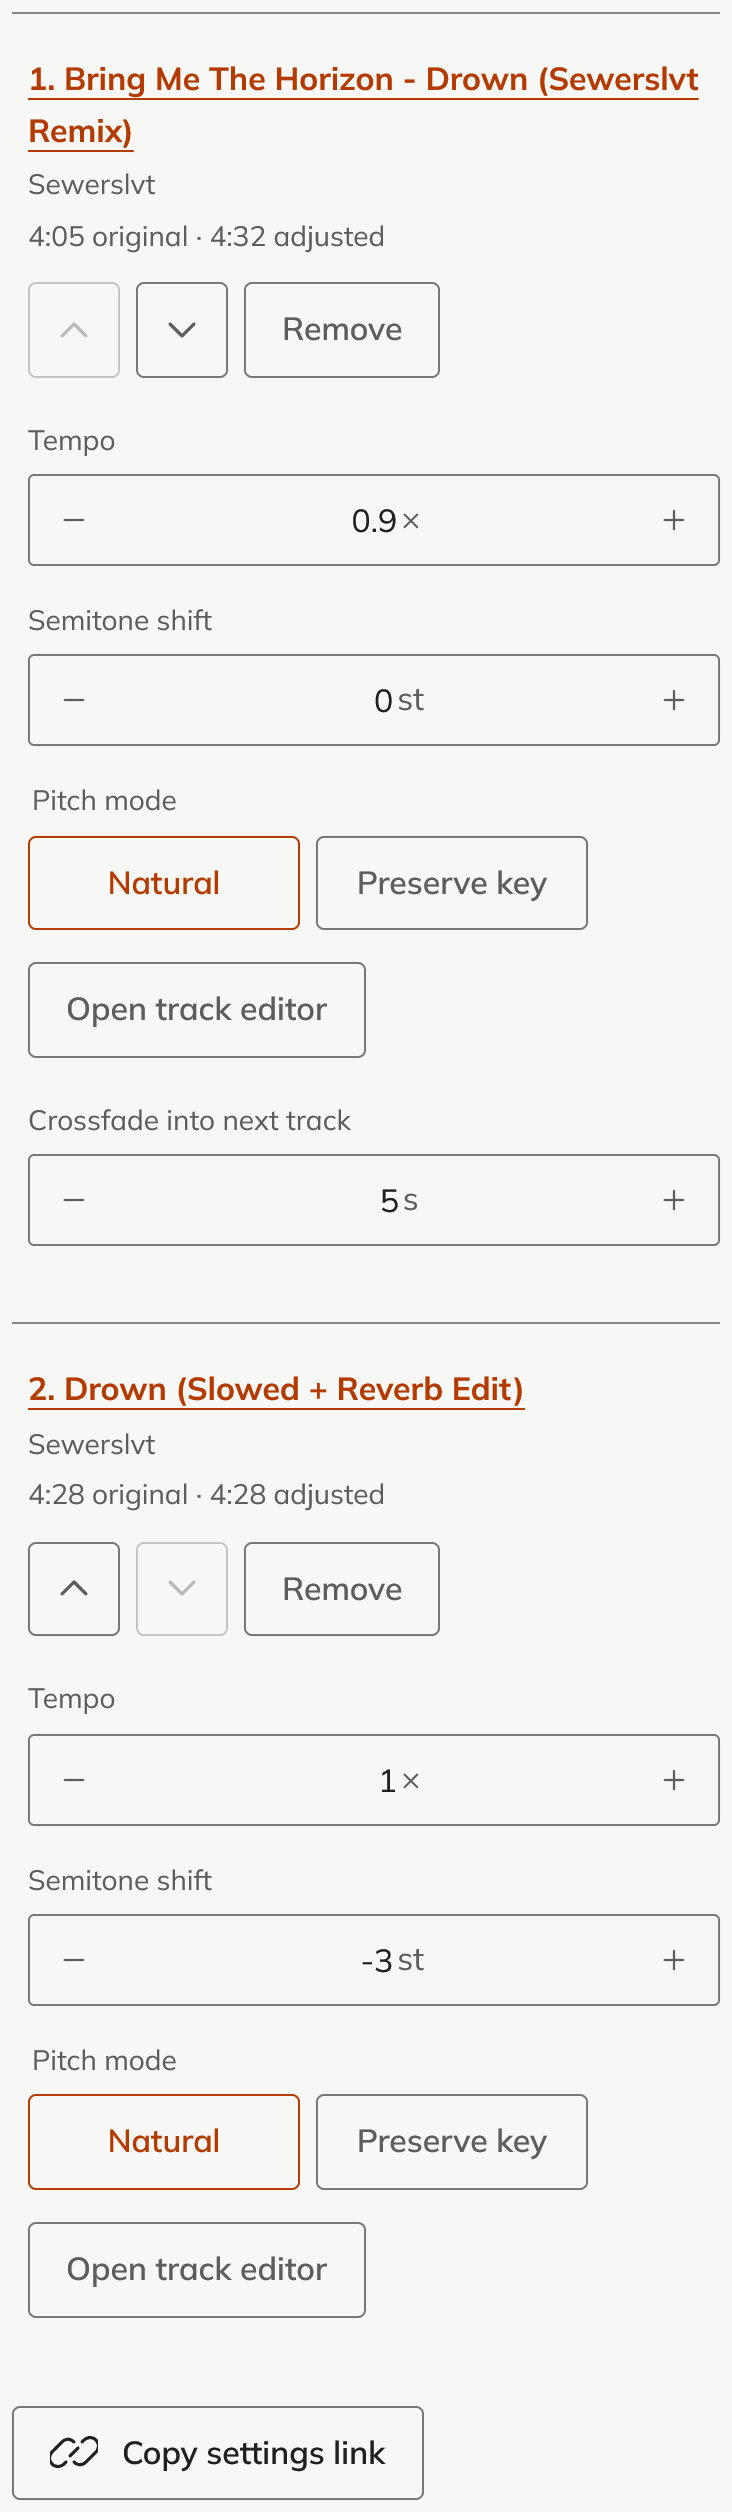 1. Bring Me The Horizon - Drown (Sewerslvt
Remix)
Sewerslvt
4:05 original · 4:32 adjusted
Remove
Tempo
− 0.9× +
Semitone shift
− 0 st +
Pitch mode
Natural Preserve key
Open track editor
Crossfade into next track
− 5 s +
2. Drown (Slowed + Reverb Edit)
Sewerslvt
4:28 original · 4:28 adjusted
Remove
Tempo
− 1× +
Semitone shift
− -3 st +
Pitch mode
Natural Preserve key
Open track editor
Copy settings link